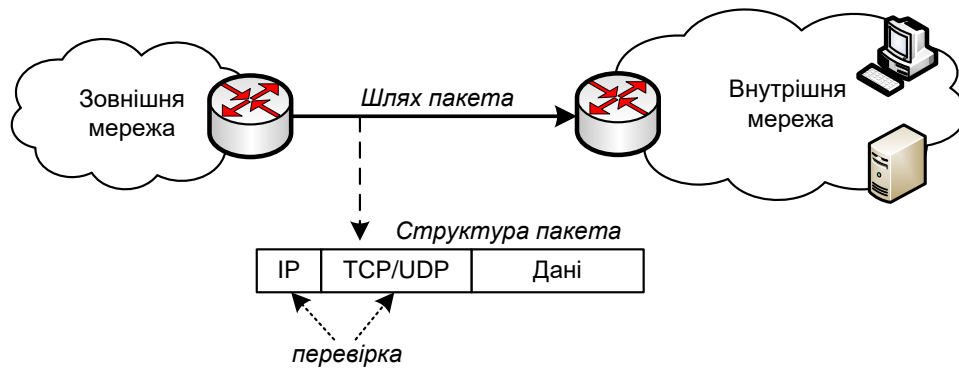 Зовнішня
мережа
Шлях пакета
Внутрішня
мережа
Структура пакета
IP
TCP/UDP
Дані
перевірка